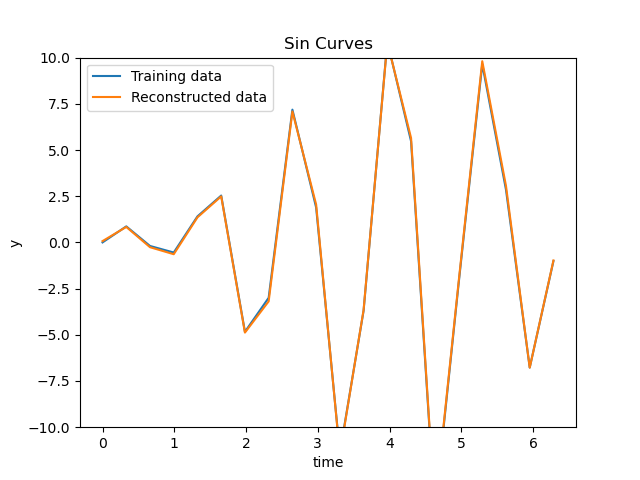 Sin Curves
Training data
Reconstructed data
10.0
7.5
5.0
2.5
0.0
−2.5
−5.0
−7.5
−10.0
y
0 1 2 3 4 5 6
time